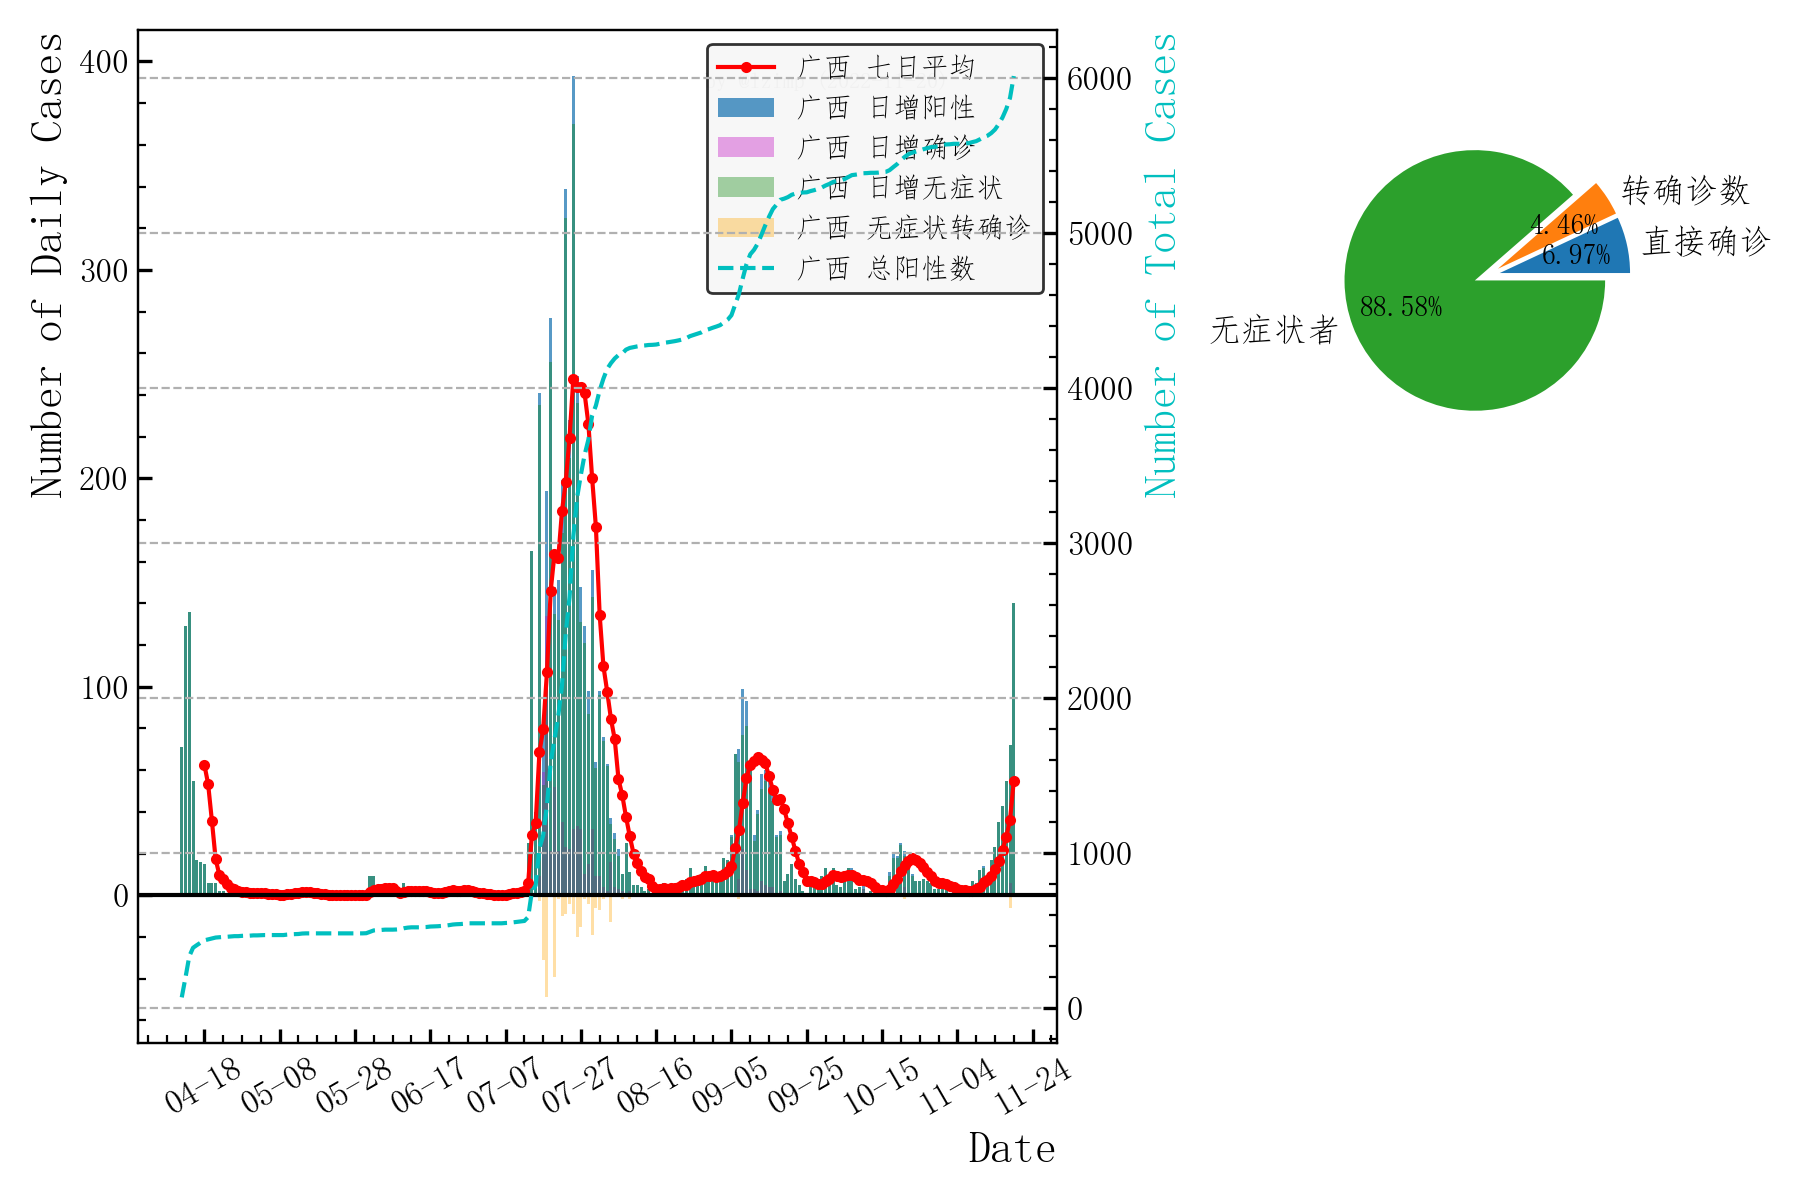 Number of Daily Cases
400
300
200
100
0
广西 七日平均
广西 日增阳性
广西 日增确诊
广西 日增无症状
广西 无症状转确诊
广西 总阳性数
6000
5000
4000
3000
2000
1000
0
Number of Total Cases
04-18
05-08
05-28
06-17
07-07
07-27
08-16
09-05
09-25
10-15
11-04
11-24
Date
转确诊数
4.46%
直接确诊
6.97%
88.58%
无症状者